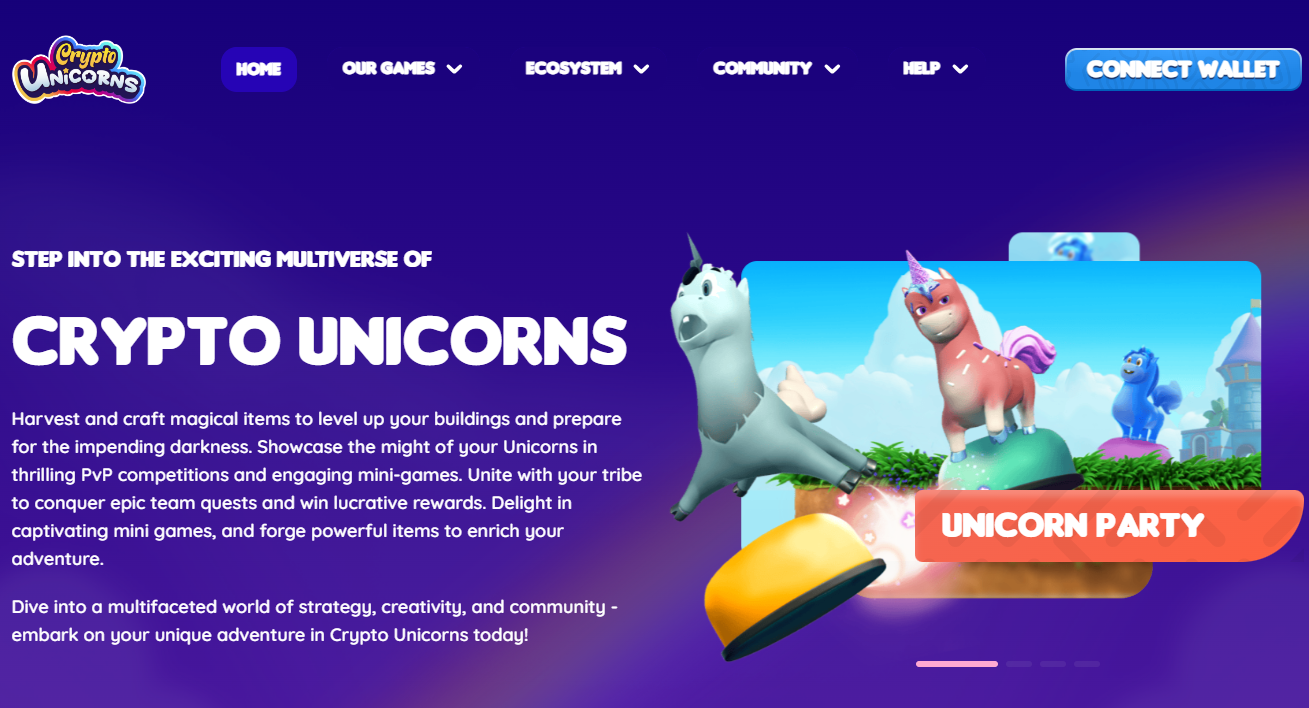 Crypto
Unicorns
HOME
OUR GAMES
ECOSYSTEM
COMMUNITY
HELP
CONNECT WALLET
STEP INTO THE EXCITING MULTIVERSE OF
CRYPTO UNICORNS
Harvest and craft magical items to level up your buildings and prepare
for the impending darkness. Showcase the might of your Unicorns in
thrilling PvP competitions and engaging mini-games. Unite with your tribe
to conquer epic team quests and win lucrative rewards. Delight in
captivating mini games, and forge powerful items to enrich your
adventure.
Dive into a multifaceted world of strategy, creativity, and community -
embark on your unique adventure in Crypto Unicorns today!
UNICORN PARTY